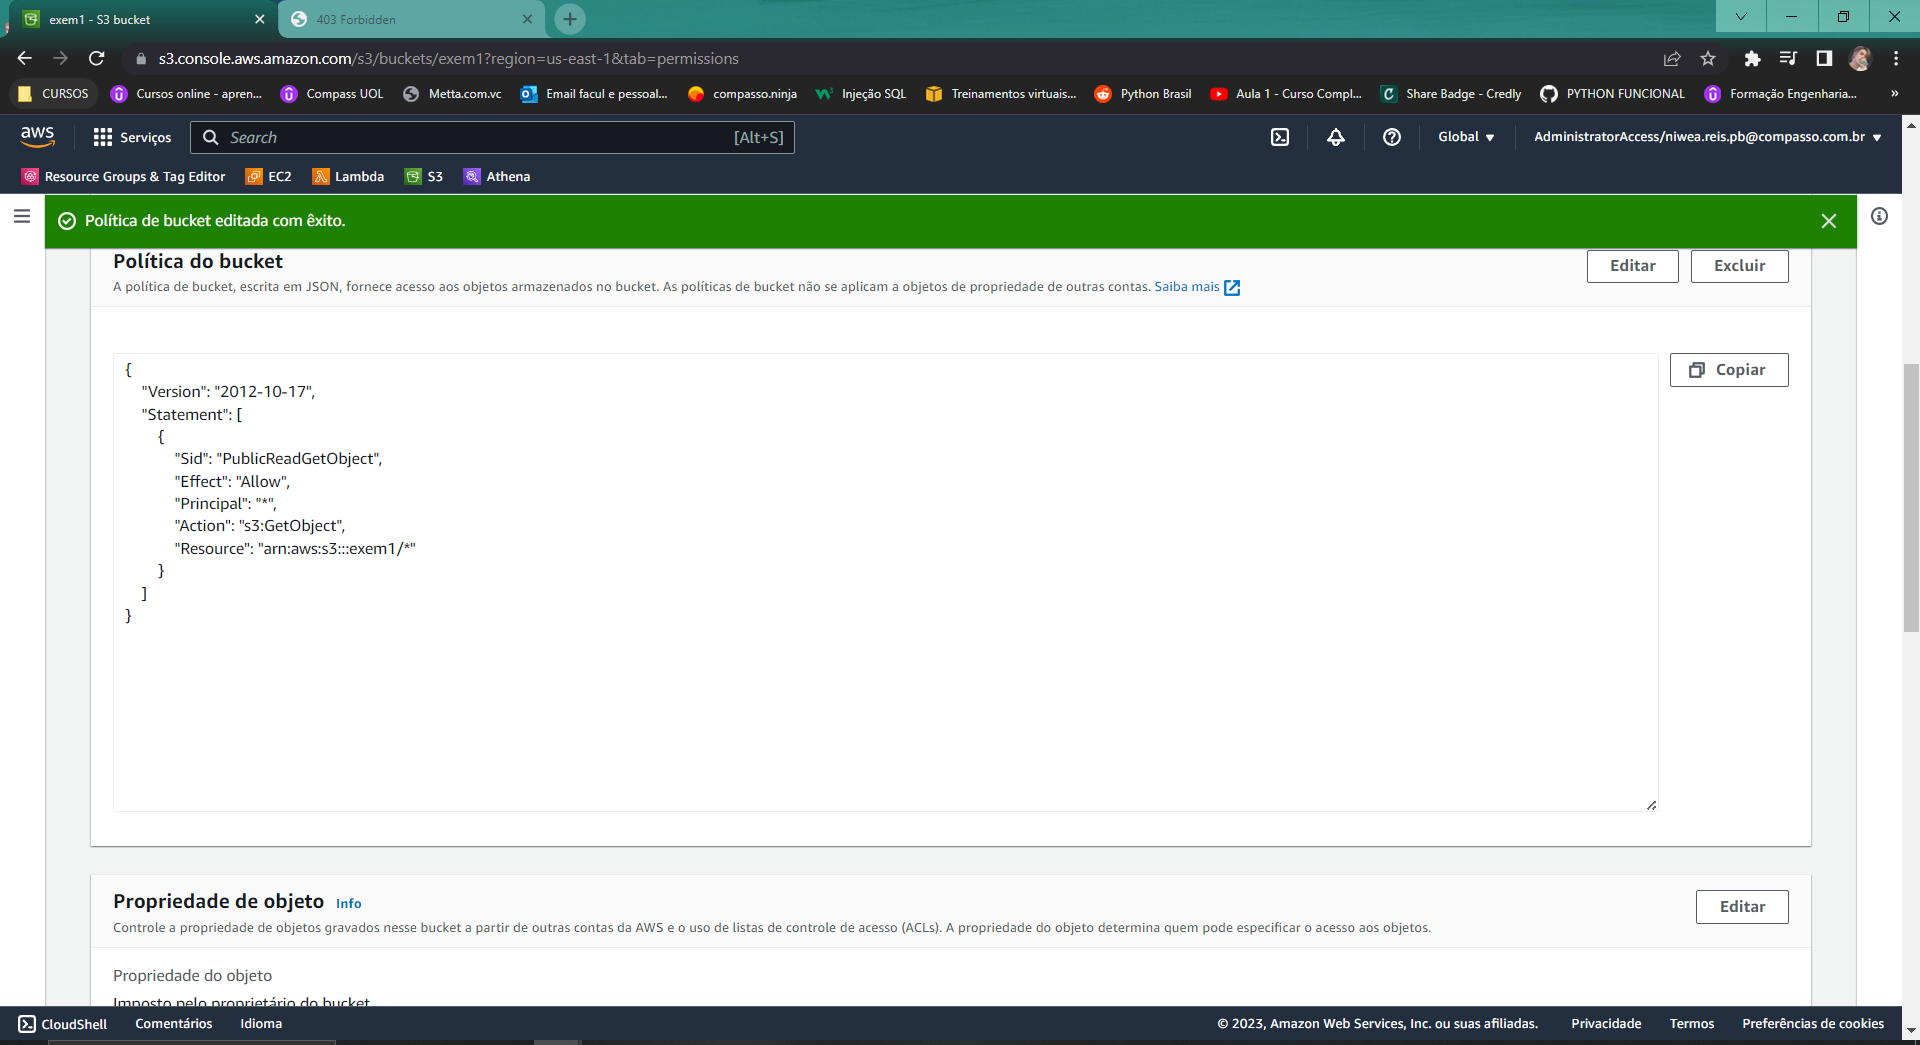 exem1 - S3 bucket
403 Forbidden
s3.console.aws.amazon.com/s3/buckets/exem1?region=us-east-1&tab=permissions
CURSOS
Cursos online - apren...
Compass UOL
Metta.com.vc
Email facul e pessoal...
compasso.ninja
Injeção SQL
Treinamentos virtuais...
Python Brasil
Aula 1 - Curso Compl...
Share Badge - Credly
PYTHON FUNCIONAL
Formação Engenharia...
»
aws
Serviços
Search
[Alt+S]
Global
AdministratorAccess/niwea.reis.pb@compasso.com.br
Resource Groups & Tag Editor
EC2
Lambda
S3
Athena
Política de bucket editada com êxito.
Política do bucket
Editar
Excluir
A política de bucket, escrita em JSON, fornece acesso aos objetos armazenados no bucket. As políticas de bucket não se aplicam a objetos de propriedade de outras contas. Saiba mais
Copiar
{
"Version": "2012-10-17",
"Statement": [
{
"Sid": "PublicReadGetObject",
"Effect": "Allow",
"Principal": "*",
"Action": "s3:GetObject",
"Resource": "arn:aws:s3:::exem1/*"
}
]
}
Propriedade de objeto Info
Editar
Controle a propriedade de objetos gravados nesse bucket a partir de outras contas da AWS e o uso de listas de controle de acesso (ACLs). A propriedade do objeto determina quem pode especificar o acesso aos objetos.
Propriedade do objeto
Imposto pelo proprietário do bucket
CloudShell
Comentários
Idioma
© 2023, Amazon Web Services, Inc. ou suas afiliadas.
Privacidade
Termos
Preferências de cookies